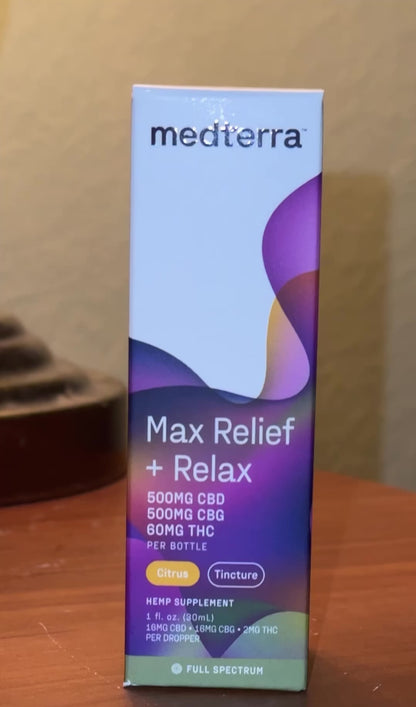 medterra™
Max Relief
+ Relax
500MG CBD
500MG CBG
60MG THC
PER BOTTLE
Citrus Tincture
HEMP SUPPLEMENT
1 fl. oz. (30mL)
16MG CBD • 16MG CBG • 2MG THC
PER DROPPER
FULL SPECTRUM